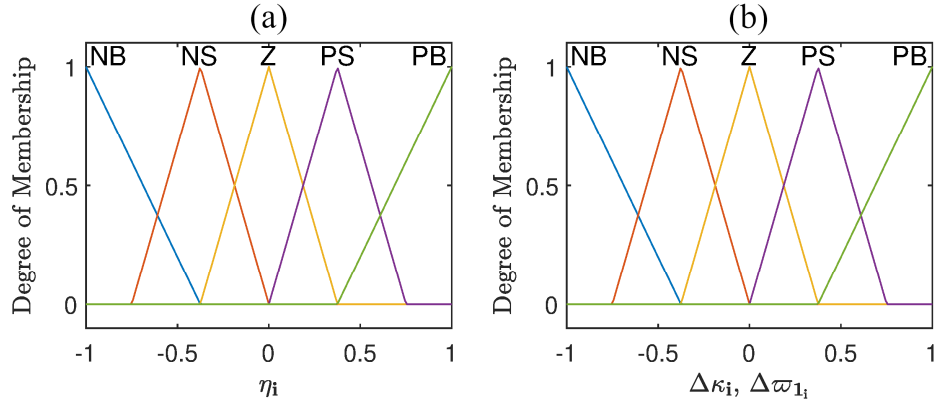 (a)
NB NS Z PS PB
1
0.5
0
Degree of Membership
-1 -0.5 0 0.5 1
ηᵢ
(b)
NB NS Z PS PB
1
0.5
0
Degree of Membership
-1 -0.5 0 0.5 1
Δκᵢ, Δϖ₁ᵢ